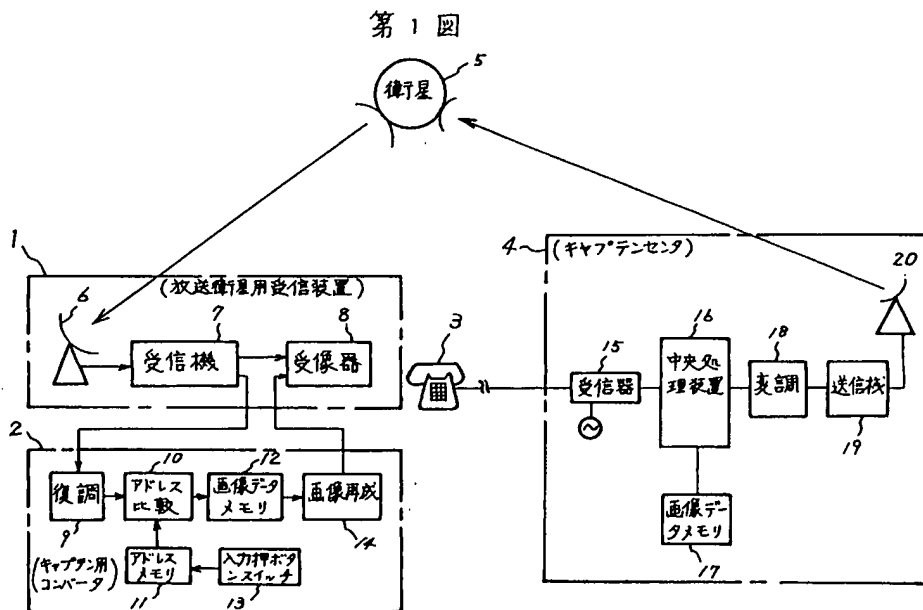 第1図
衛星
5
1
(放送衛星用受信装置)
6
7
受信機
8
受像器
3
4
(キャプテンセンタ)
20
15
受信器
16
中央処
理装置
18
変調
送信機
19
画像データ
メモリ
17
2
復調
9
10
アドレス
比較
12
画像データ
メモリ
画像再成
14
(キャプテン用
コンバータ)
アドレス
メモリ
11
入力押ボタ
ンスイッチ
13